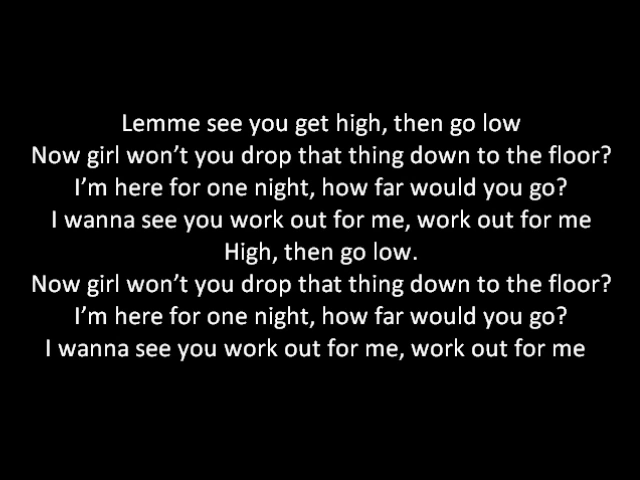 Lemme see you get high, then go low
Now girl won’t you drop that thing down to the floor?
I’m here for one night, how far would you go?
I wanna see you work out for me, work out for me
High, then go low.
Now girl won’t you drop that thing down to the floor?
I’m here for one night, how far would you go?
I wanna see you work out for me, work out for me